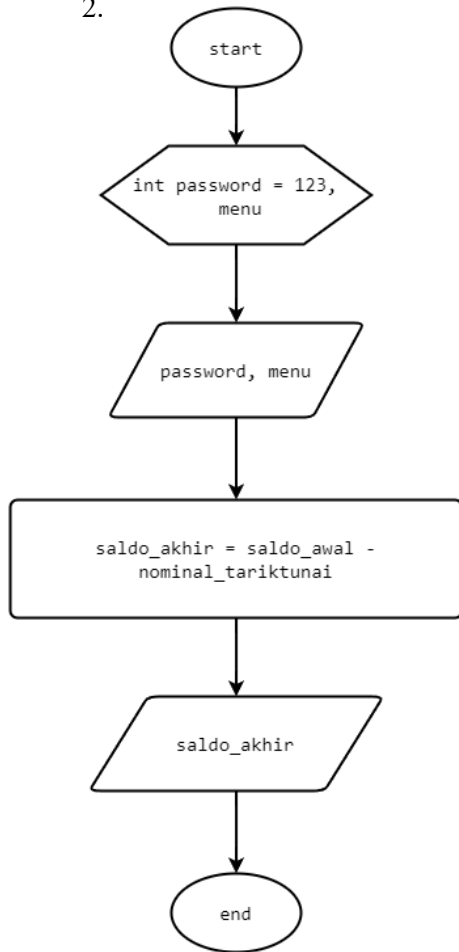 2.
start
int password = 123,
menu
password, menu
saldo_akhir = saldo_awal -
nominal_tariktunai
saldo_akhir
end